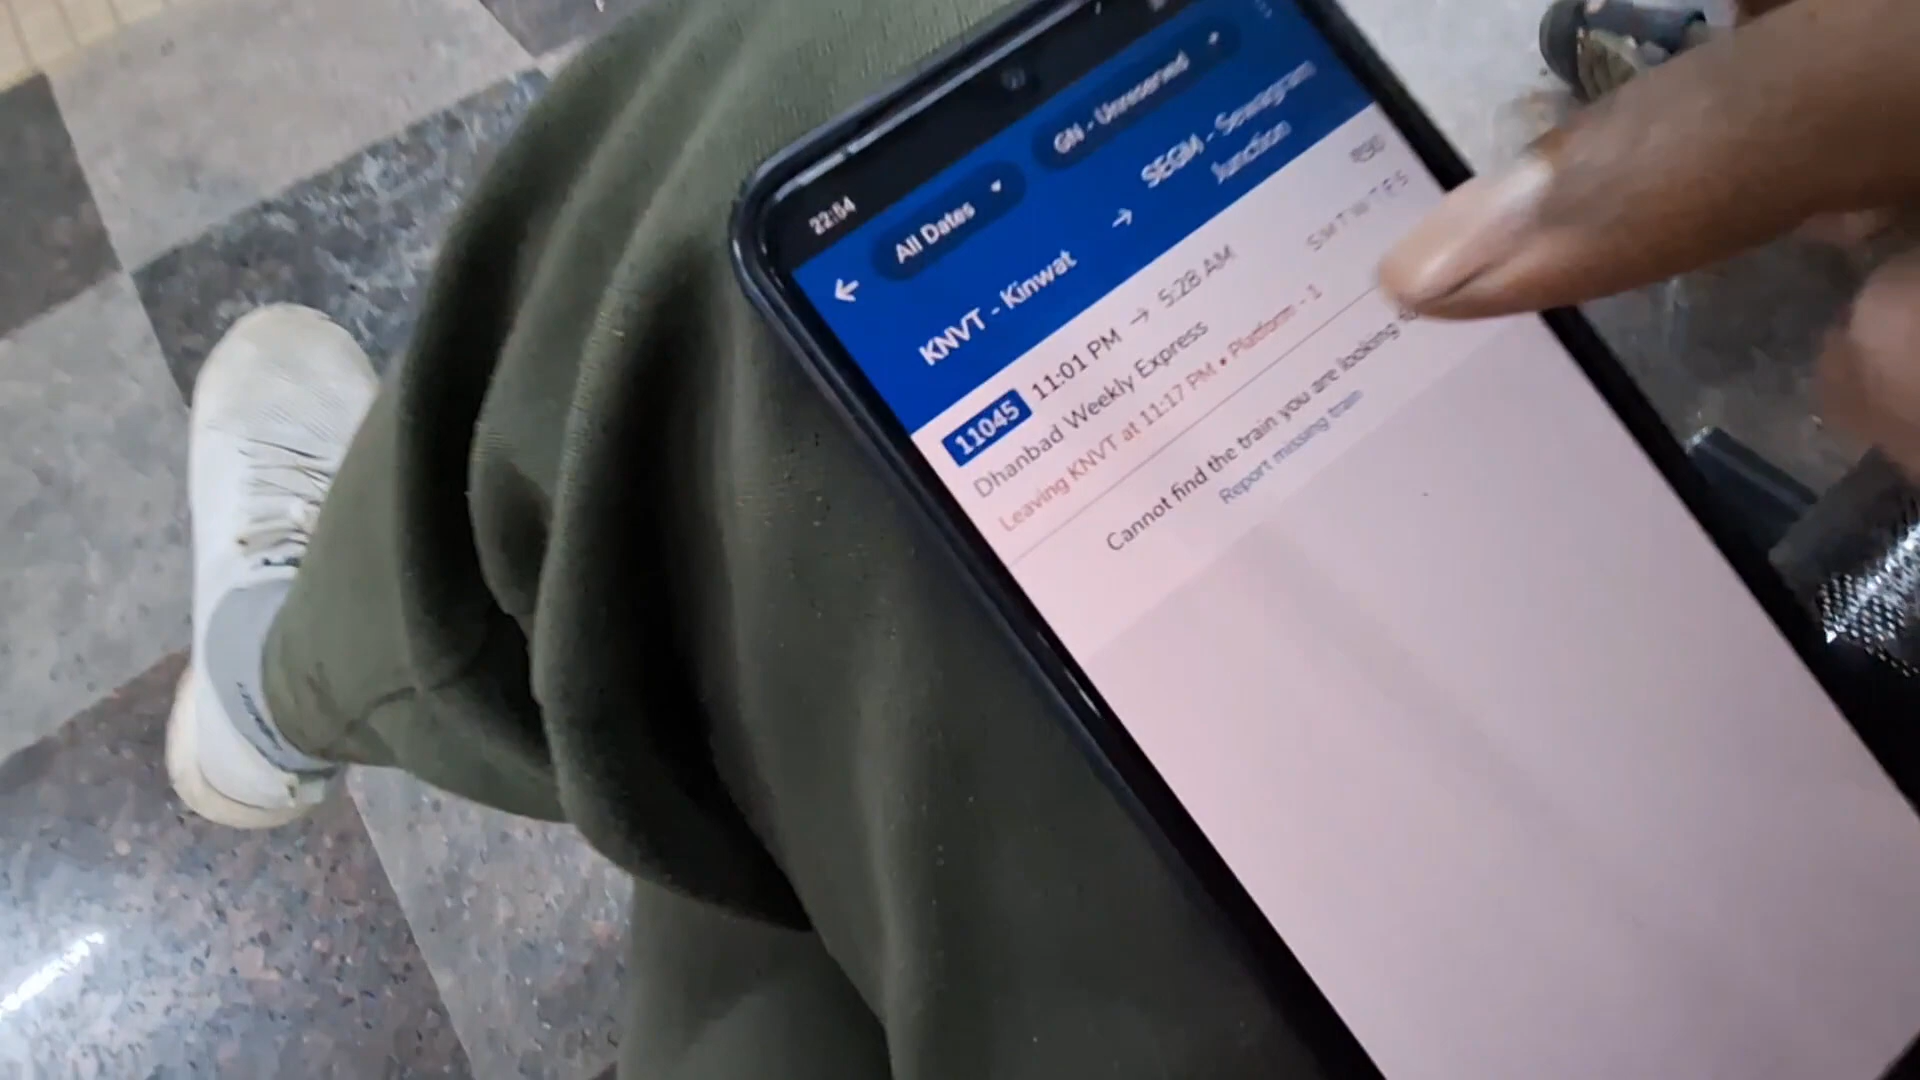 22:54
All Dates GN - Unreserved
KNVT - Kinwat → SEGM - Sewagram Junction
11045 11:01 PM → 5:28 AM
₹90
Dhanbad Weekly Express
S M T W T F S
Leaving KNVT at 11:17 PM • Platform - 1
Cannot find the train you are looking
Report missing train